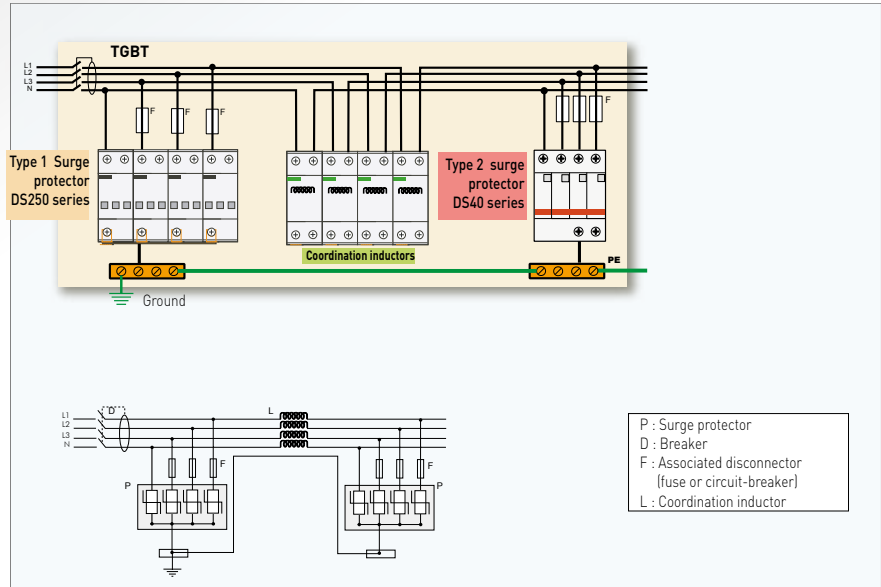 TGBT
L1
L2
L3
N
F
F
F
F
Type 1 Surge
protector
DS250 series
Type 2 surge
protector
DS40 series
Coordination inductors
PE
Ground
L1
L2
L3
N
D
L
F
F
P
P
P : Surge protector
D : Breaker
F : Associated disconnector
(fuse or circuit-breaker)
L : Coordination inductor